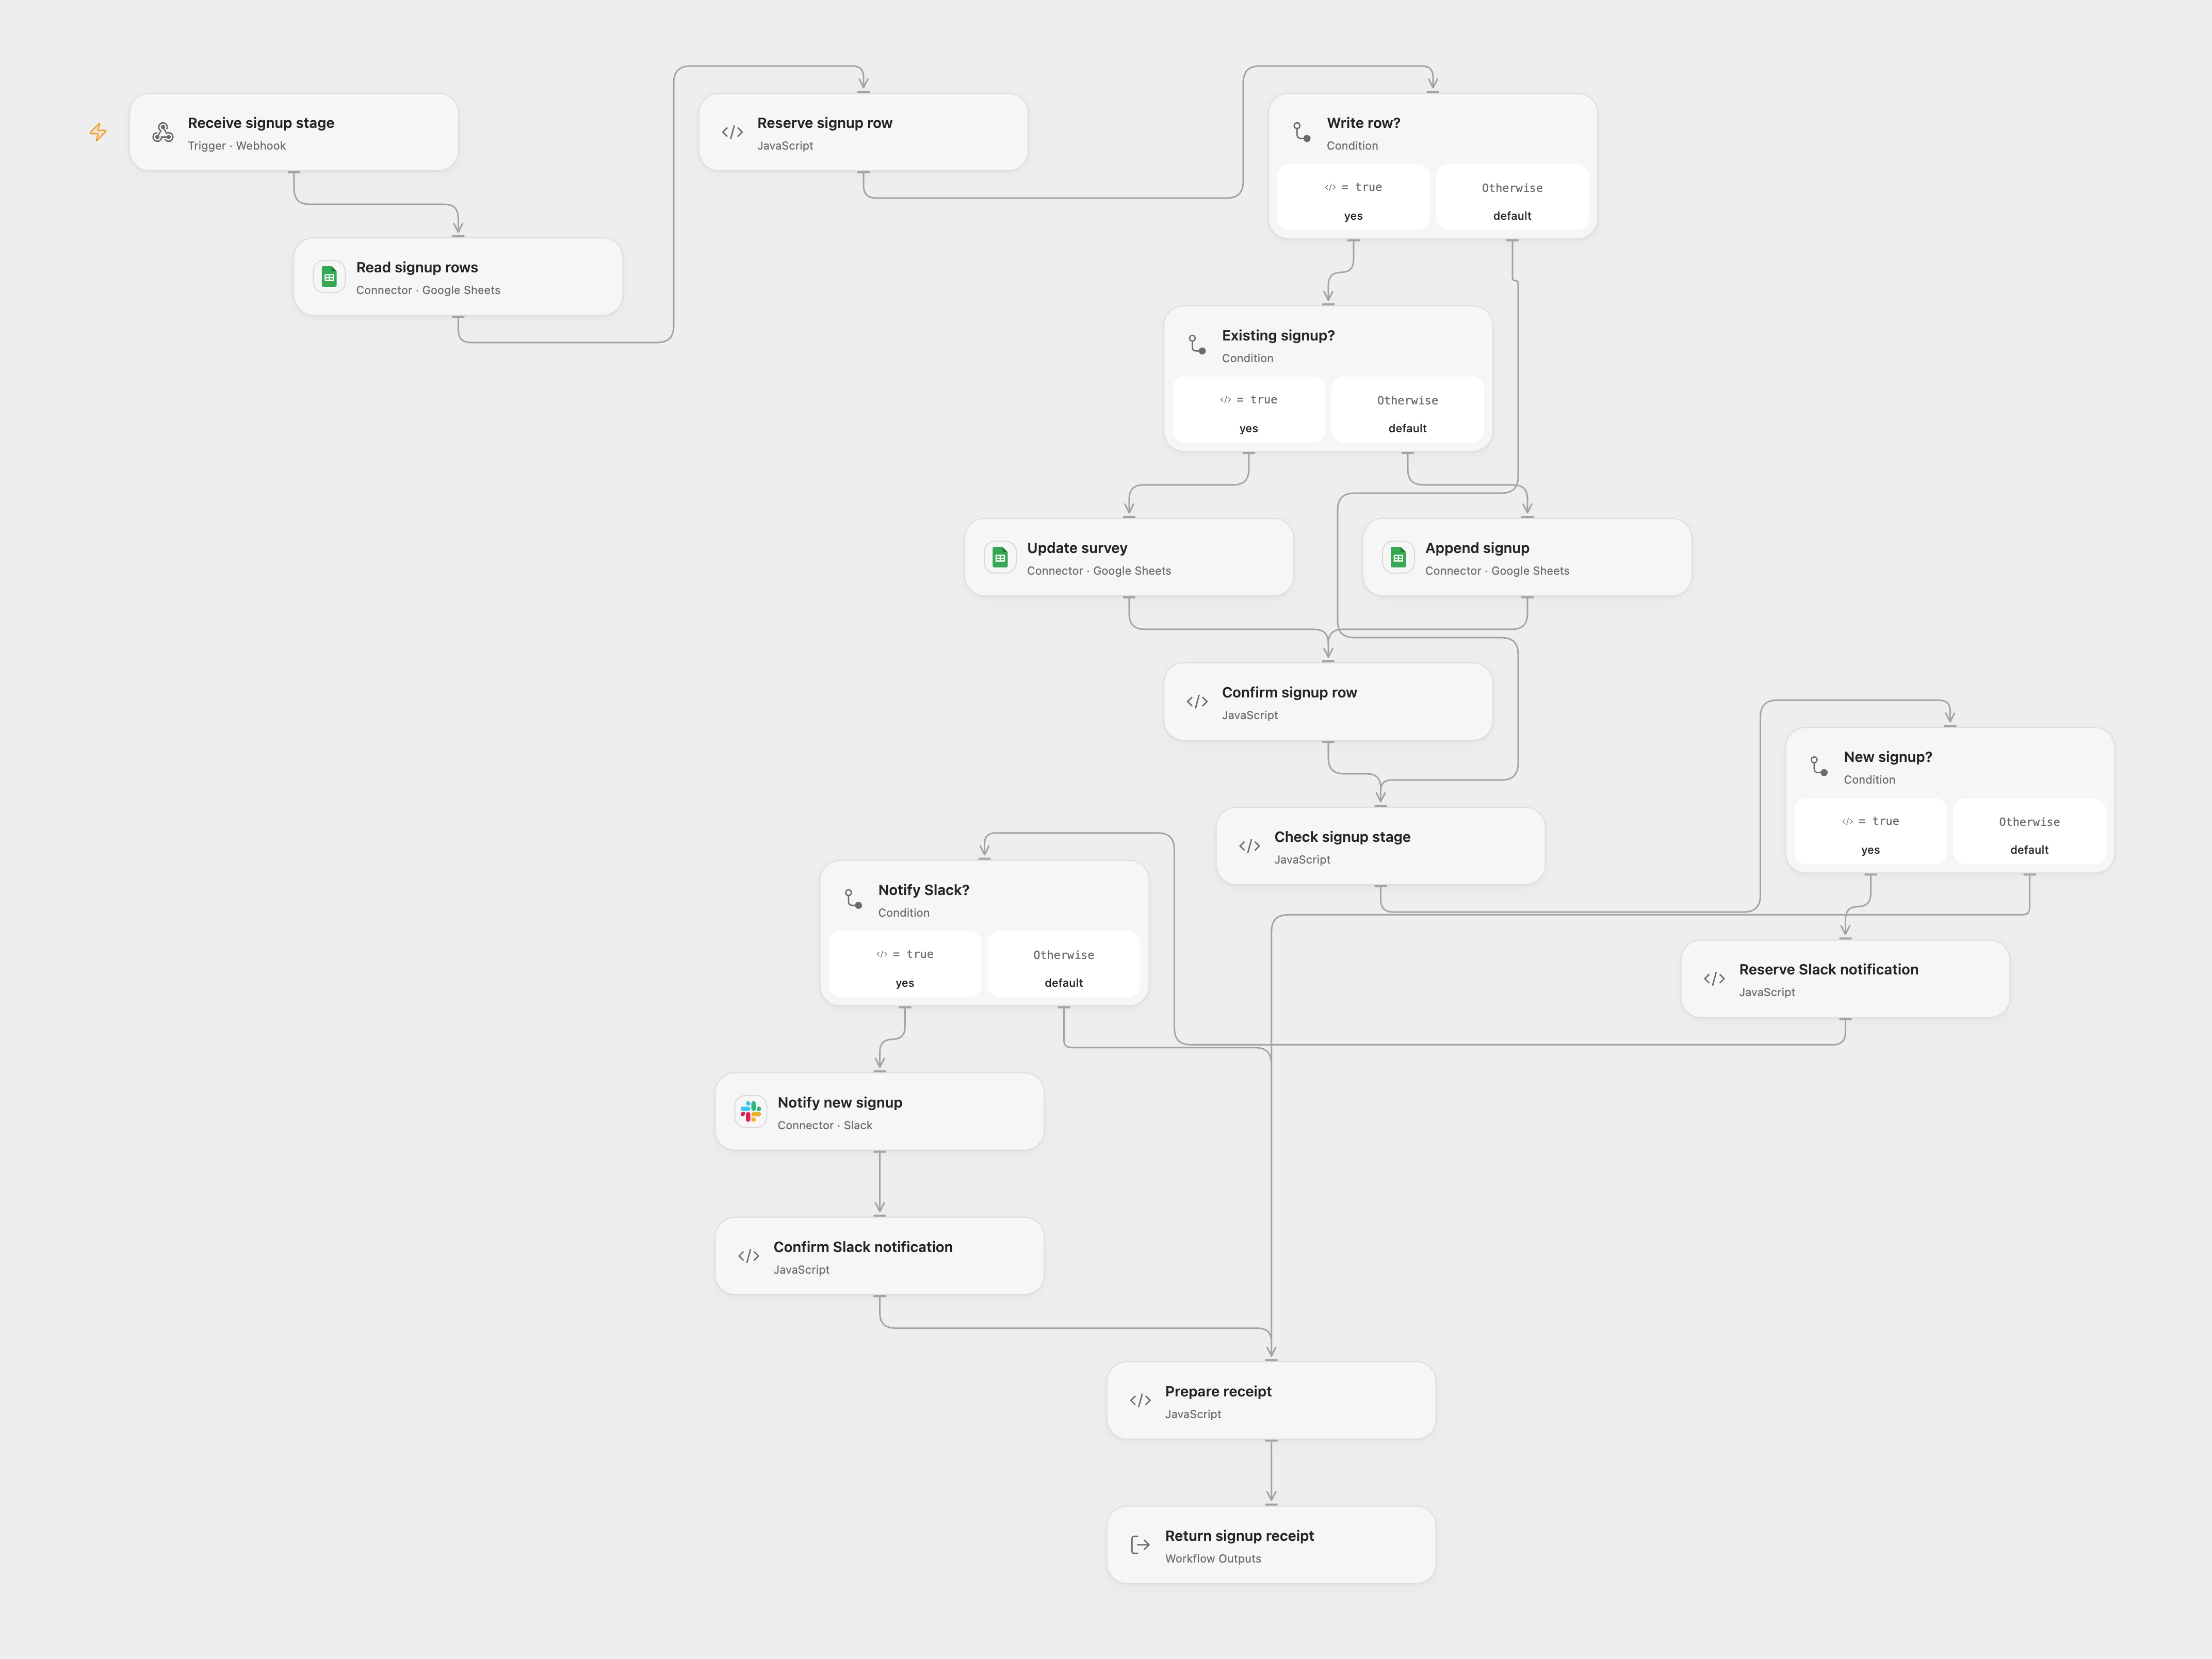 Receive signup stage
Trigger · Webhook
Read signup rows
Connector · Google Sheets
Reserve signup row
JavaScript
Write row?
Condition
</> = true
yes
Otherwise
default
Existing signup?
Condition
</> = true
yes
Otherwise
default
Update survey
Connector · Google Sheets
Append signup
Connector · Google Sheets
Confirm signup row
JavaScript
Check signup stage
JavaScript
New signup?
Condition
</> = true
yes
Otherwise
default
Reserve Slack notification
JavaScript
Notify Slack?
Condition
</> = true
yes
Otherwise
default
Notify new signup
Connector · Slack
Confirm Slack notification
JavaScript
Prepare receipt
JavaScript
Return signup receipt
Workflow Outputs